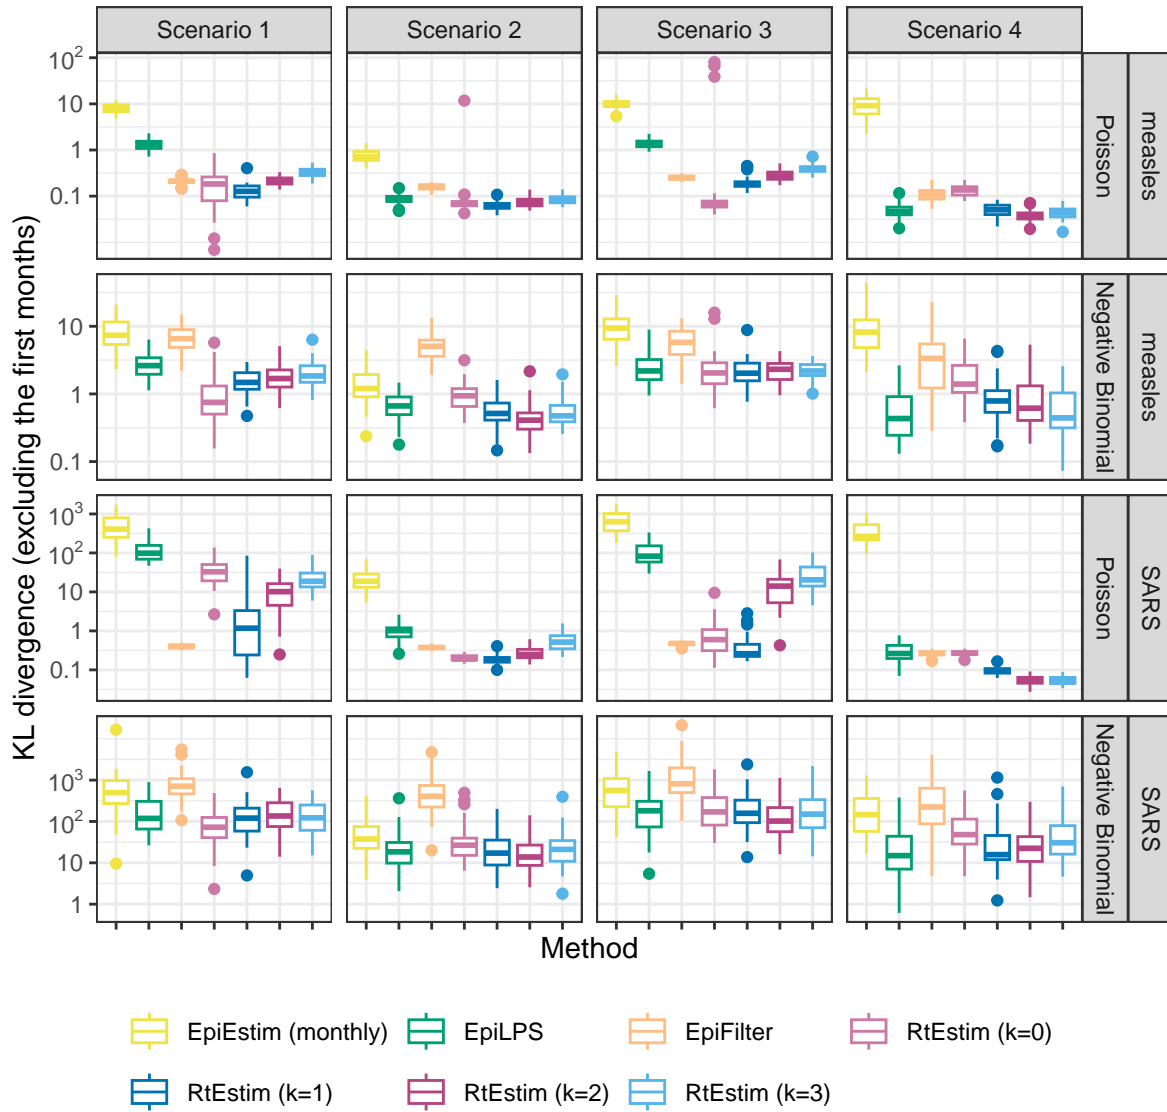 Scenario 1 Scenario 2 Scenario 3 Scenario 4
KL divergence (excluding the first months)
10²
10
1
0.1
Poisson
measles
10
1
0.1
Negative Binomial
measles
10³
10²
10
1
0.1
Poisson
SARS
10³
10²
10
1
Negative Binomial
SARS
Method
EpiEstim (monthly) EpiLPS EpiFilter RtEstim (k=0)
RtEstim (k=1) RtEstim (k=2) RtEstim (k=3)